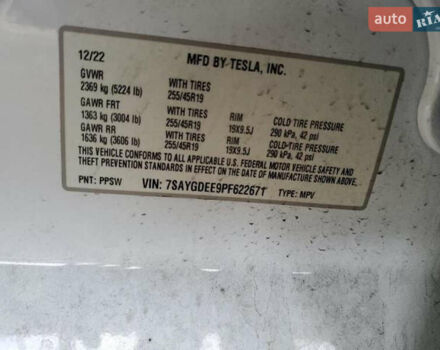 auto RIA
12/22 MFD BY TESLA, INC.
GVWR
2369 kg (5224 lb) WITH TIRES 255/45R19
GAWR FRT
1363 kg (3004 lb) WITH TIRES 255/45R19 RIM 19X9.5J COLD TIRE PRESSURE 290 kPa, 42 psi
GAWR RR
1636 kg (3606 lb) WITH TIRES 255/45R19 RIM 19X9.5J COLD-TIRE PRESSURE 290 kPa, 42 psi
THIS VEHICLE CONFORMS TO ALL APPLICABLE U.S. FEDERAL MOTOR VEHICLE SAFETY AND
THEFT PREVENTION STANDARDS IN EFFECT ON THE DATE OF MANUFACTURE SHOWN
ABOVE.
PNT: PPSW VIN: 7SAYGDEE9PF622671 TYPE: MPV